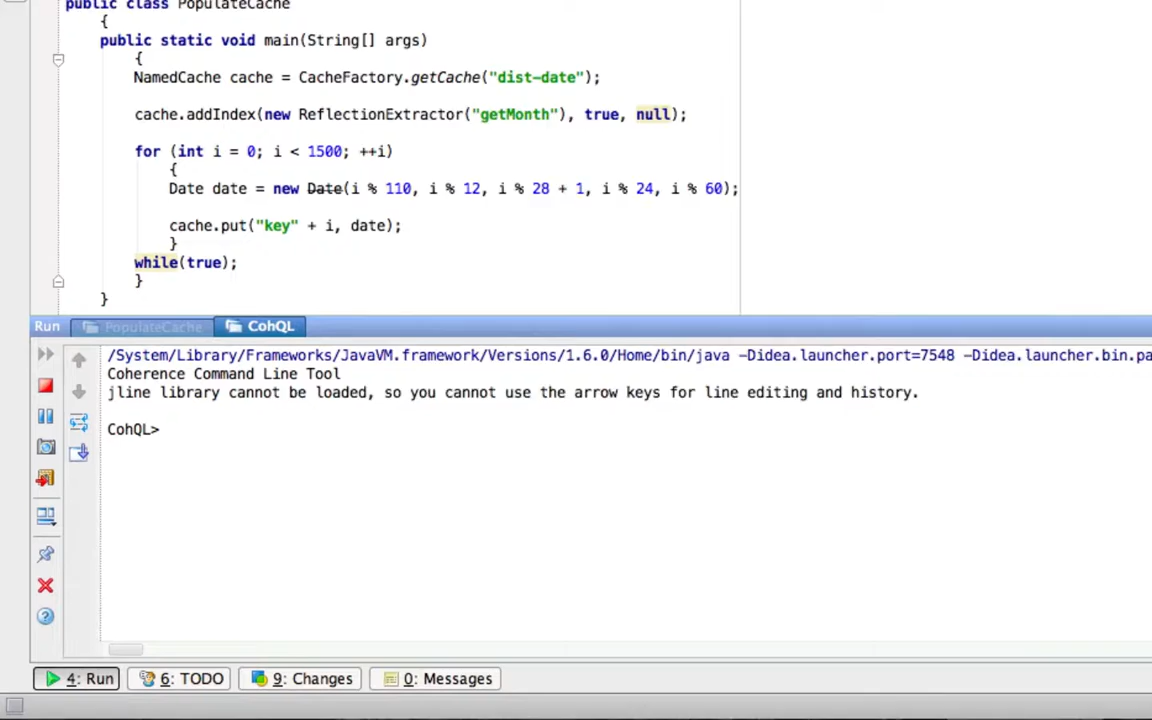 public class PopulateCache
{
public static void main(String[] args)
{
NamedCache cache = CacheFactory.getCache("dist-date");
cache.addIndex(new ReflectionExtractor("getMonth"), true, null);
for (int i = 0; i < 1500; ++i)
{
Date date = new Date(i % 110, i % 12, i % 28 + 1, i % 24, i % 60);
cache.put("key" + i, date);
}
while(true);
}
}
Run PopulateCache CohQL
/System/Library/Frameworks/JavaVM.framework/Versions/1.6.0/Home/bin/java -Didea.launcher.port=7548 -Didea.launcher.bin.pa
Coherence Command Line Tool
jline library cannot be loaded, so you cannot use the arrow keys for line editing and history.
CohQL>
4: Run 6: TODO 9: Changes 0: Messages